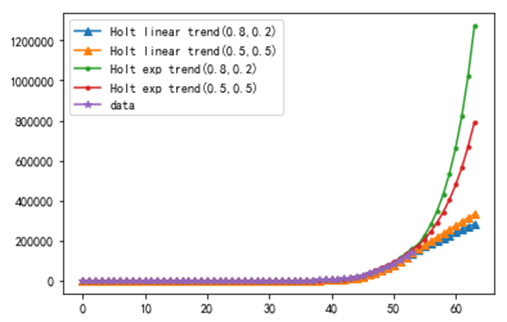 Holt linear trend(0.8,0.2)
Holt linear trend(0.5,0.5)
Holt exp trend(0.8,0.2)
Holt exp trend(0.5,0.5)
data
1200000
1000000
800000
600000
400000
200000
0
0 10 20 30 40 50 60